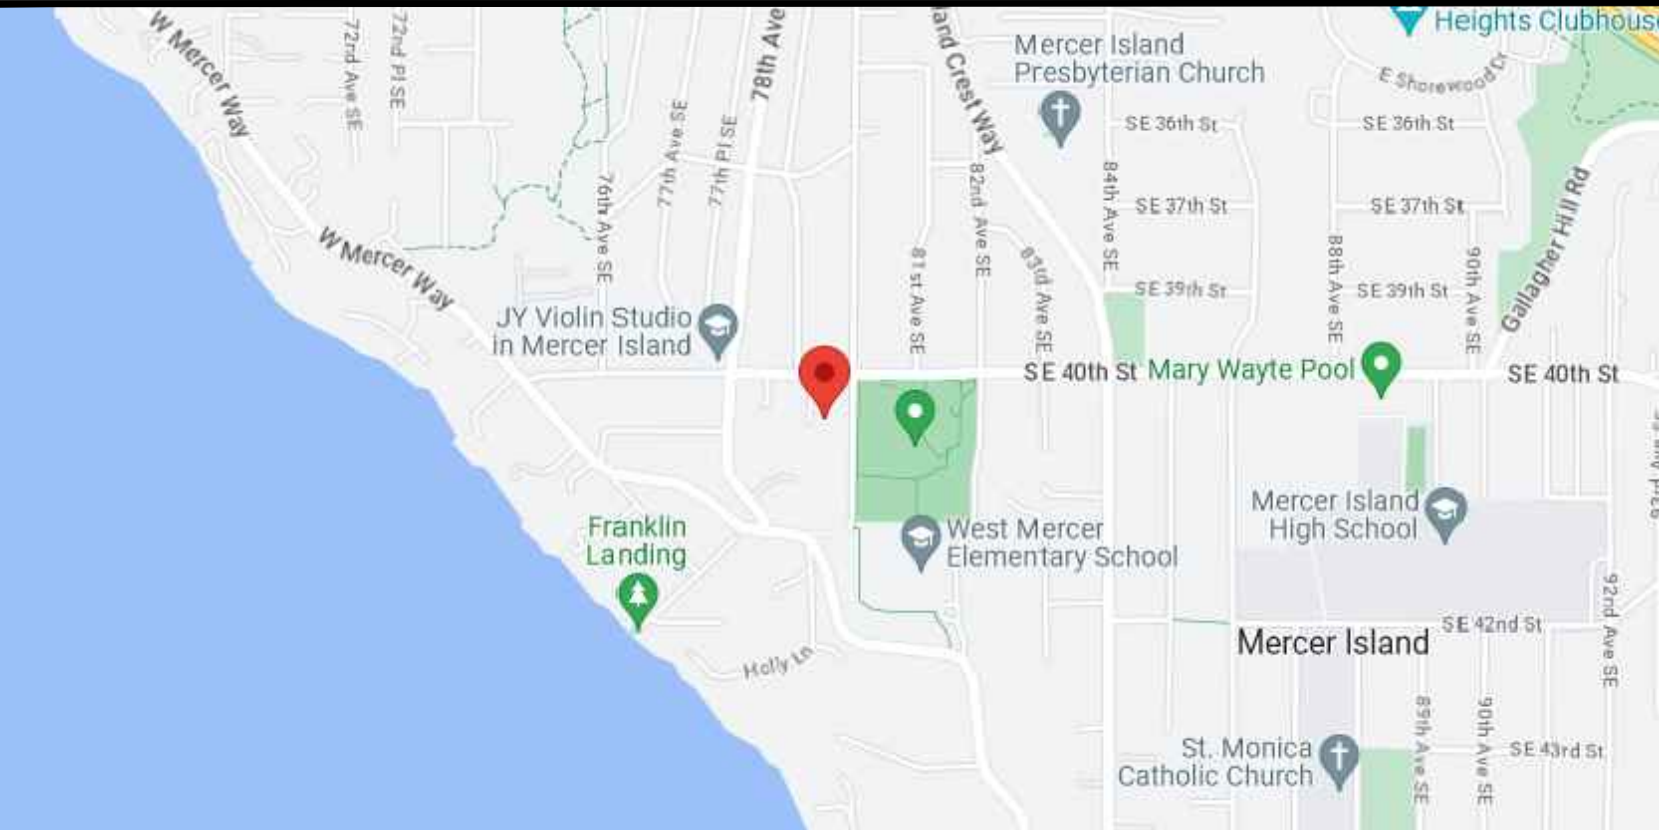 Heights Clubhouse
W Mercer Way
72nd Ave SE
72nd Pl SE
78th Ave
land Crest Way
Mercer Island
Presbyterian Church
E Shorewood Dr
SE 36th St
SE 36th St
77th Ave SE
77th Pl SE
76th Ave SE
82nd Ave SE
84th Ave SE
SE 37th St
SE 37th St
Gallagher Hill Rd
W Mercer Way
81st Ave SE
83rd Ave SE
88th Ave SE
90th Ave SE
SE 39th St
SE 39th St
JY Violin Studio
in Mercer Island
SE 40th St
Mary Wayte Pool
SE 40th St
Mercer Island
High School
Franklin
Landing
West Mercer
Elementary School
92nd Ave SE
SE 42nd St
Mercer Island
Holly Ln
89th Ave SE
90th Ave SE
St. Monica
Catholic Church
SE 43rd St